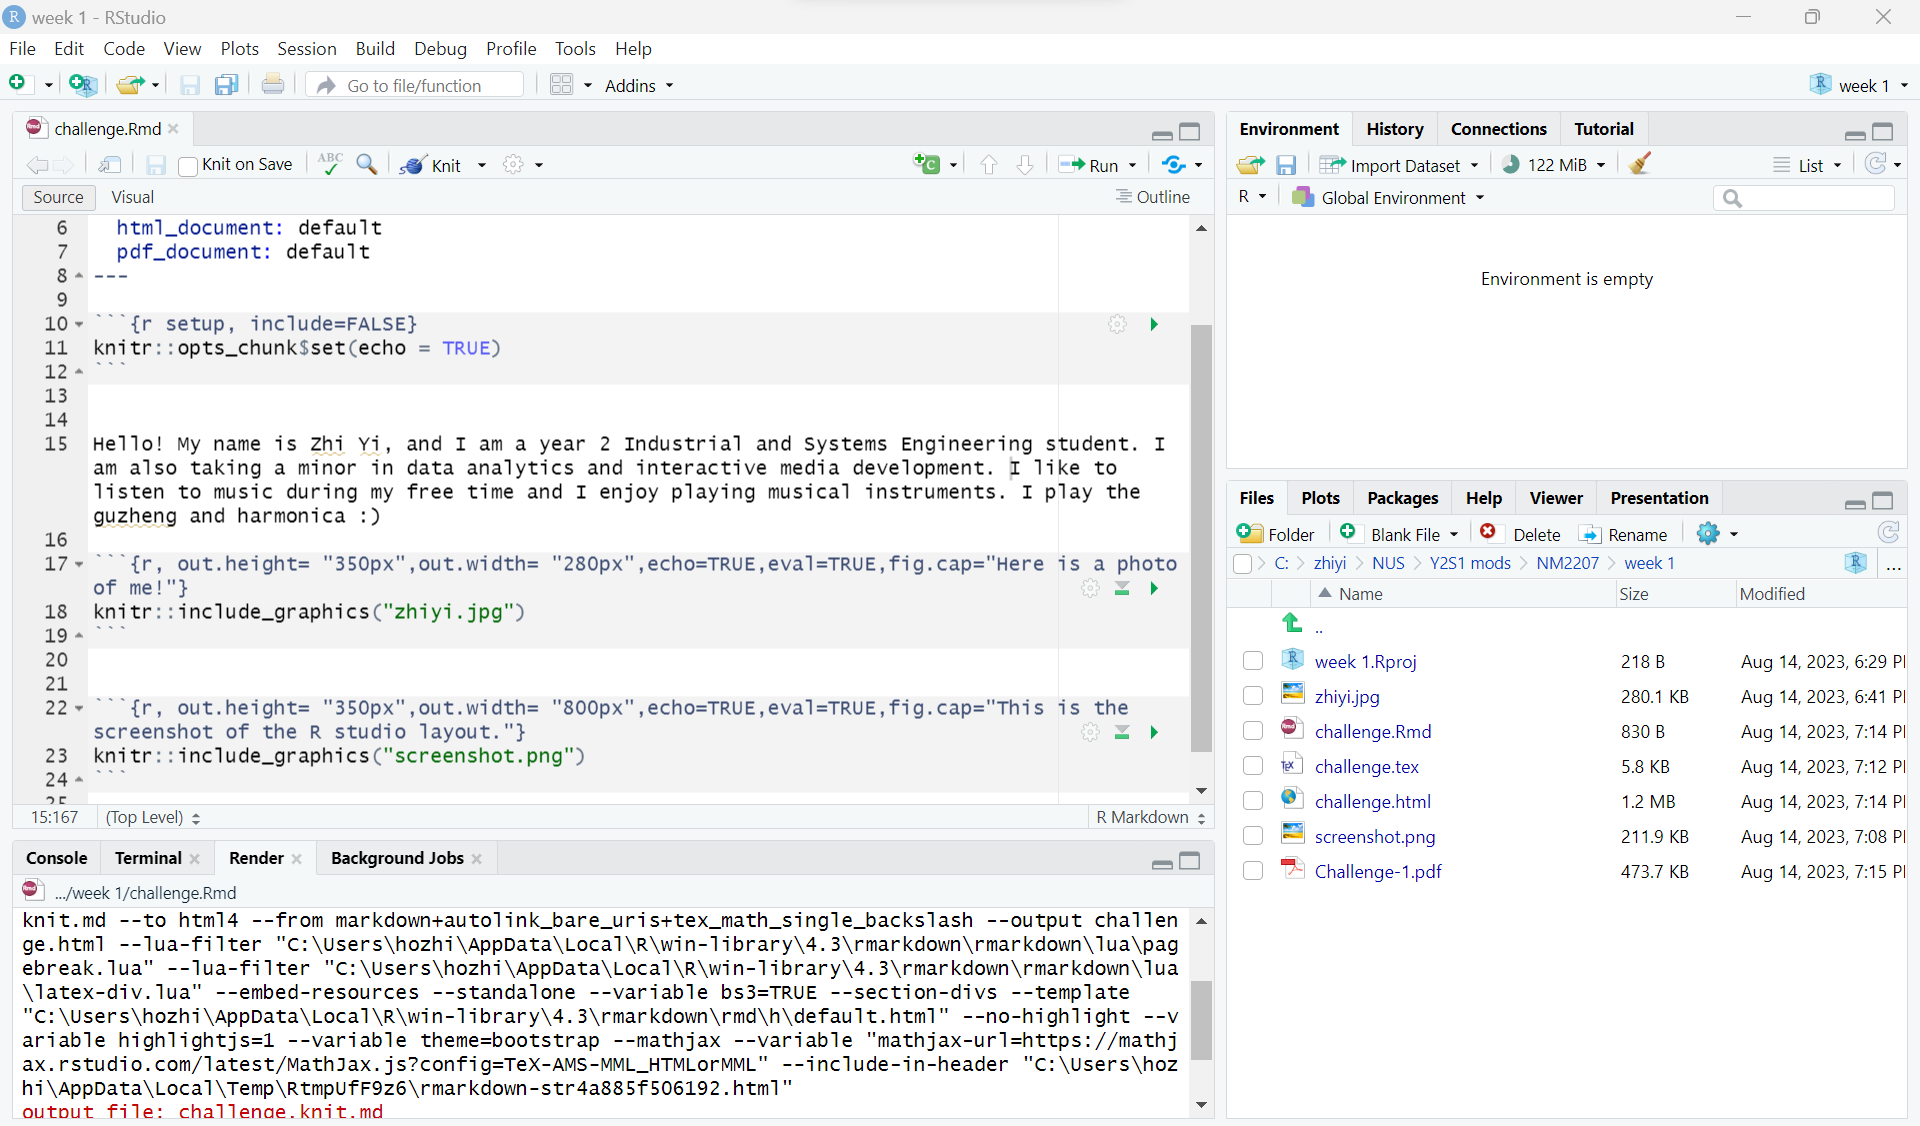 week 1 - RStudio
File Edit Code View Plots Session Build Debug Profile Tools Help
Go to file/function Addins week 1
challenge.Rmd
Knit on Save ABC Knit Run
Source Visual Outline
6 html_document: default
7 pdf_document: default
8 ---
9
10 ```{r setup, include=FALSE}
11 knitr::opts_chunk$set(echo = TRUE)
12 ```
13
14
15 Hello! My name is Zhi Yi, and I am a year 2 Industrial and Systems Engineering student. I
am also taking a minor in data analytics and interactive media development. I like to
listen to music during my free time and I enjoy playing musical instruments. I play the
guzheng and harmonica :)
16
17 ```{r, out.height= "350px",out.width= "280px",echo=TRUE,eval=TRUE,fig.cap="Here is a photo
of me!"}
18 knitr::include_graphics("zhiyi.jpg")
19 ```
20
21
22 ```{r, out.height= "350px",out.width= "800px",echo=TRUE,eval=TRUE,fig.cap="This is the
screenshot of the R studio layout."}
23 knitr::include_graphics("screenshot.png")
24 ```
25
15:167 (Top Level) R Markdown
Console Terminal Render Background Jobs
.../week 1/challenge.Rmd
knit.md --to html4 --from markdown+autolink_bare_uris+tex_math_single_backslash --output challen
ge.html --lua-filter "C:\Users\hozhi\AppData\Local\R\win-library\4.3\rmarkdown\rmarkdown\lua\pag
ebreak.lua" --lua-filter "C:\Users\hozhi\AppData\Local\R\win-library\4.3\rmarkdown\rmarkdown\lua
\latex-div.lua" --embed-resources --standalone --variable bs3=TRUE --section-divs --template
"C:\Users\hozhi\AppData\Local\R\win-library\4.3\rmarkdown\rmd\h\default.html" --no-highlight --v
ariable highlightjs=1 --variable theme=bootstrap --mathjax --variable "mathjax-url=https://mathj
ax.rstudio.com/latest/MathJax.js?config=TeX-AMS-MML_HTMLorMML" --include-in-header "C:\Users\hoz
hi\AppData\Local\Temp\RtmpUfF9z6\rmarkdown-str4a885f506192.html"
output file: challenge.knit.md
Environment History Connections Tutorial
Import Dataset 122 MiB List
R Global Environment
Environment is empty
Files Plots Packages Help Viewer Presentation
Folder Blank File Delete Rename
C: zhiyi NUS Y2S1 mods NM2207 week 1 ...
Name Size Modified
..
week 1.Rproj 218 B Aug 14, 2023, 6:29 P
zhiyi.jpg 280.1 KB Aug 14, 2023, 6:41 P
challenge.Rmd 830 B Aug 14, 2023, 7:14 P
challenge.tex 5.8 KB Aug 14, 2023, 7:12 P
challenge.html 1.2 MB Aug 14, 2023, 7:14 P
screenshot.png 211.9 KB Aug 14, 2023, 7:08 P
Challenge-1.pdf 473.7 KB Aug 14, 2023, 7:15 P